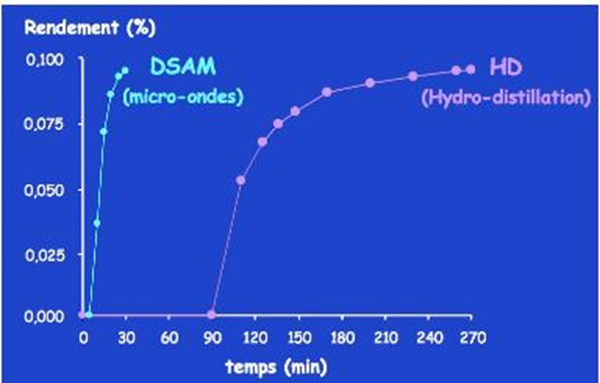 Rendement (%)
0,100
DSAM
HD
(micro-ondes)
(Hydro-distillation)
0,075
0,050
0,025
0,000
0 30 60 90 120 150 180 210 240 270
temps (min)